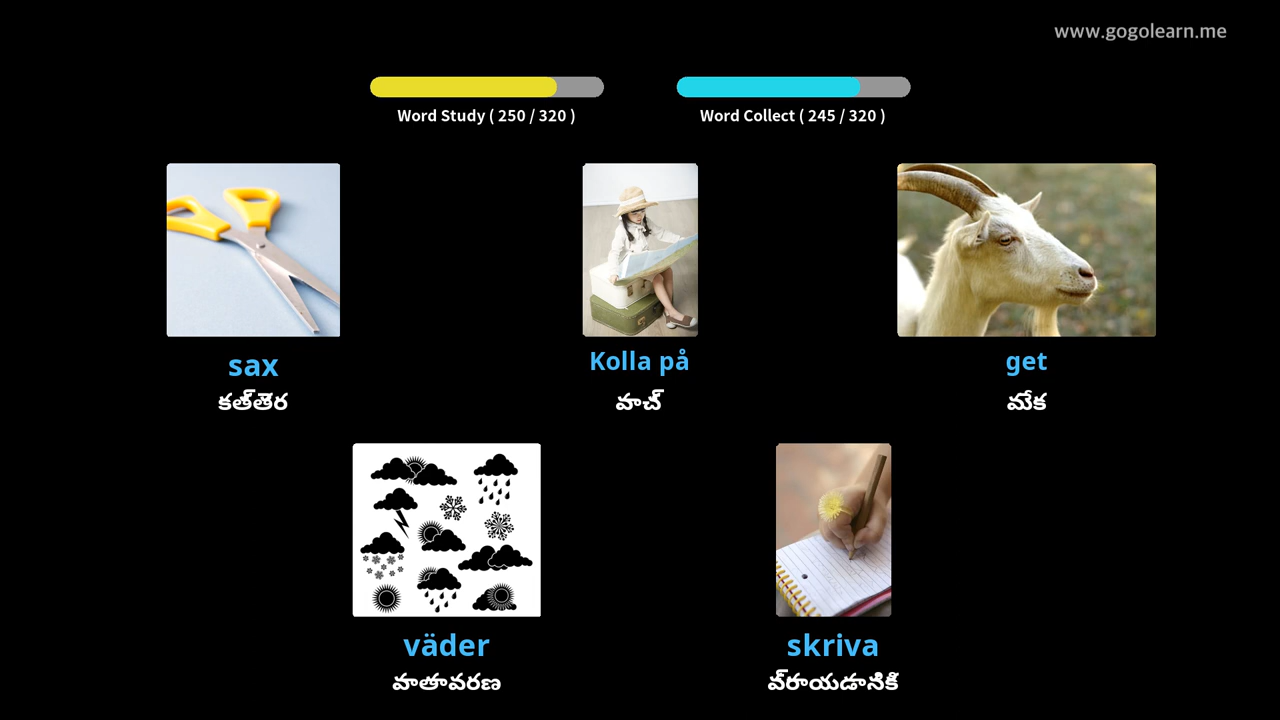 www.gogolearn.me
Word Study ( 250 / 320 )
Word Collect ( 245 / 320 )
sax
Kolla på
get
కత్తెర
వాచ్
మేక
väder
skriva
వాతావరణ
వ్రాయడానికి